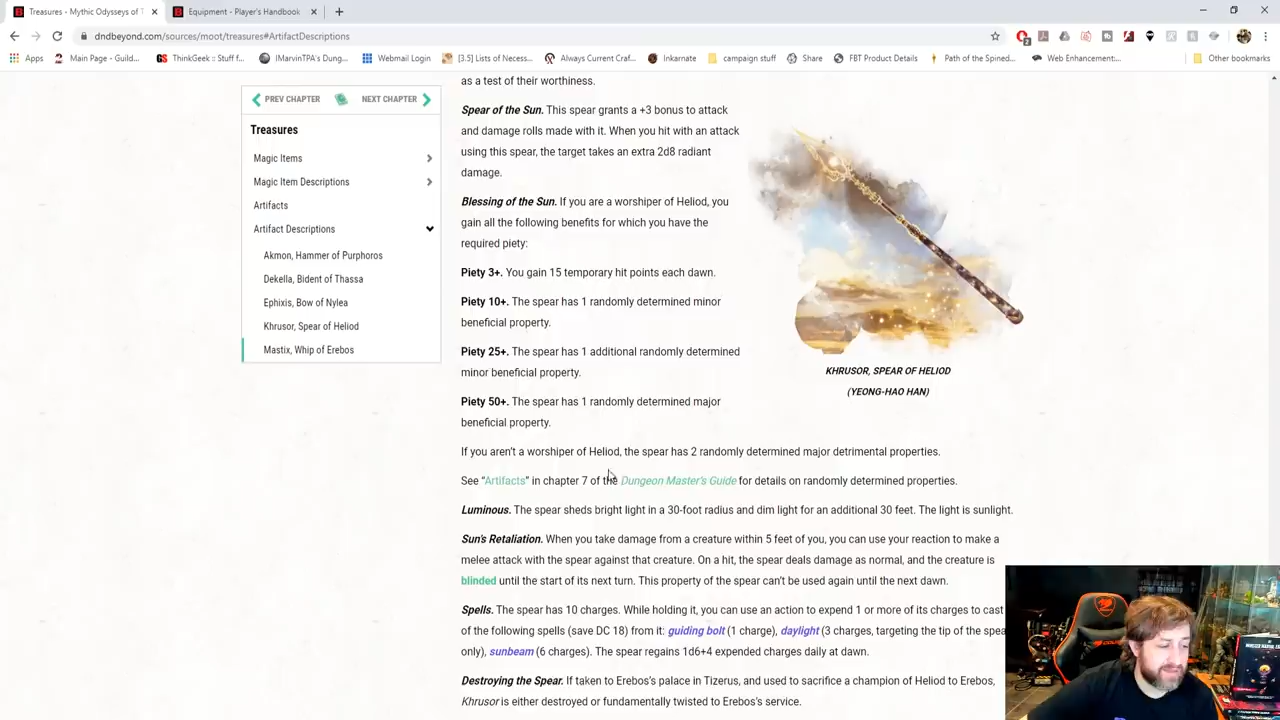 Treasures - Mythic Odysseys of T
Equipment - Player's Handbook
dndbeyond.com/sources/moot/treasures#ArtifactDescriptions
Apps
Main Page - Guild...
ThinkGeek :: Stuff f...
iMarvinTPA's Dung...
Webmail Login
[3.5] Lists of Necess...
Always Current Craf...
Inkarnate
campaign stuff
Share
FBT Product Details
Path of the Spined...
Web Enhancement:...
Other bookmarks
PREV CHAPTER
NEXT CHAPTER
Treasures
Magic Items
Magic Item Descriptions
Artifacts
Artifact Descriptions
Akmon, Hammer of Purphoros
Dekella, Bident of Thassa
Ephixis, Bow of Nylea
Khrusor, Spear of Heliod
Mastix, Whip of Erebos
as a test of their worthiness.
Spear of the Sun. This spear grants a +3 bonus to attack
and damage rolls made with it. When you hit with an attack
using this spear, the target takes an extra 2d8 radiant
damage.
Blessing of the Sun. If you are a worshiper of Heliod, you
gain all the following benefits for which you have the
required piety:
Piety 3+. You gain 15 temporary hit points each dawn.
Piety 10+. The spear has 1 randomly determined minor
beneficial property.
Piety 25+. The spear has 1 additional randomly determined
minor beneficial property.
Piety 50+. The spear has 1 randomly determined major
beneficial property.
KHRUSOR, SPEAR OF HELIOD
(YEONG-HAO HAN)
If you aren't a worshiper of Heliod, the spear has 2 randomly determined major detrimental properties.
See "Artifacts" in chapter 7 of the Dungeon Master's Guide for details on randomly determined properties.
Luminous. The spear sheds bright light in a 30-foot radius and dim light for an additional 30 feet. The light is sunlight.
Sun's Retaliation. When you take damage from a creature within 5 feet of you, you can use your reaction to make a
melee attack with the spear against that creature. On a hit, the spear deals damage as normal, and the creature is
blinded until the start of its next turn. This property of the spear can't be used again until the next dawn.
Spells. The spear has 10 charges. While holding it, you can use an action to expend 1 or more of its charges to cast
of the following spells (save DC 18) from it: guiding bolt (1 charge), daylight (3 charges, targeting the tip of the spea
only), sunbeam (6 charges). The spear regains 1d6+4 expended charges daily at dawn.
Destroying the Spear. If taken to Erebos's palace in Tizerus, and used to sacrifice a champion of Heliod to Erebos,
Khrusor is either destroyed or fundamentally twisted to Erebos's service.